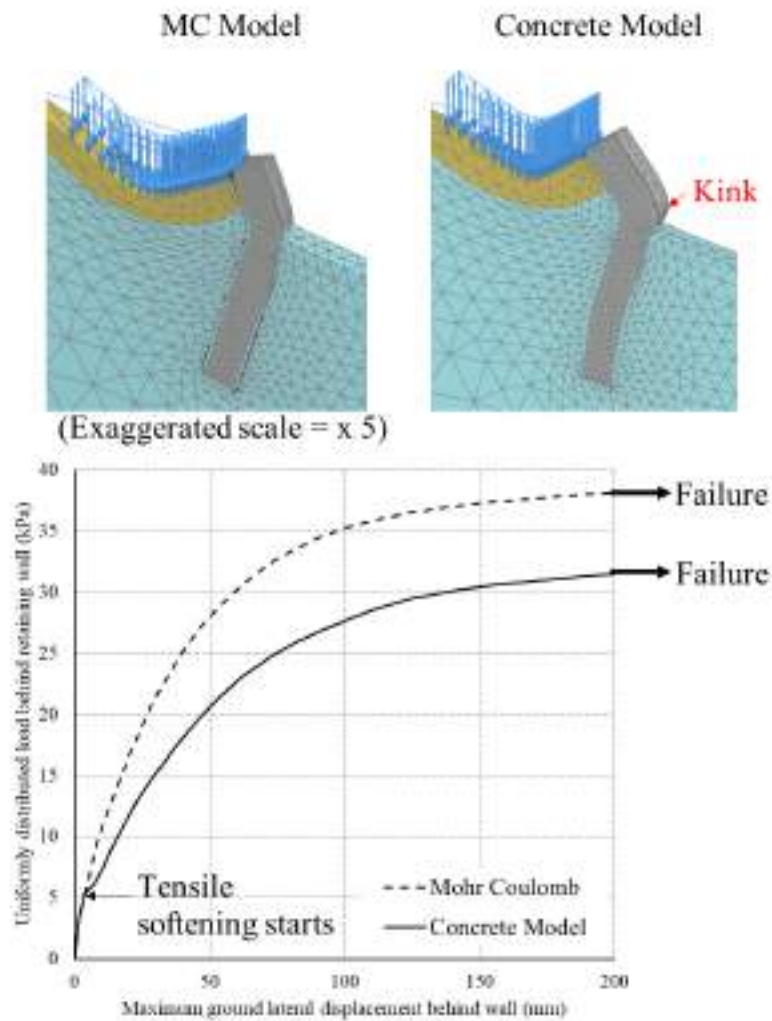 MC Model
Concrete Model
Kink
(Exaggerated scale = x 5)
Uniformly distributed load behind retaining wall (kPa)
40
35
30
25
20
15
10
5
0
Failure
Failure
Tensile
softening starts
Mohr Coulomb
Concrete Model
0
50
100
150
200
Maximum ground lateral displacement behind wall (mm)